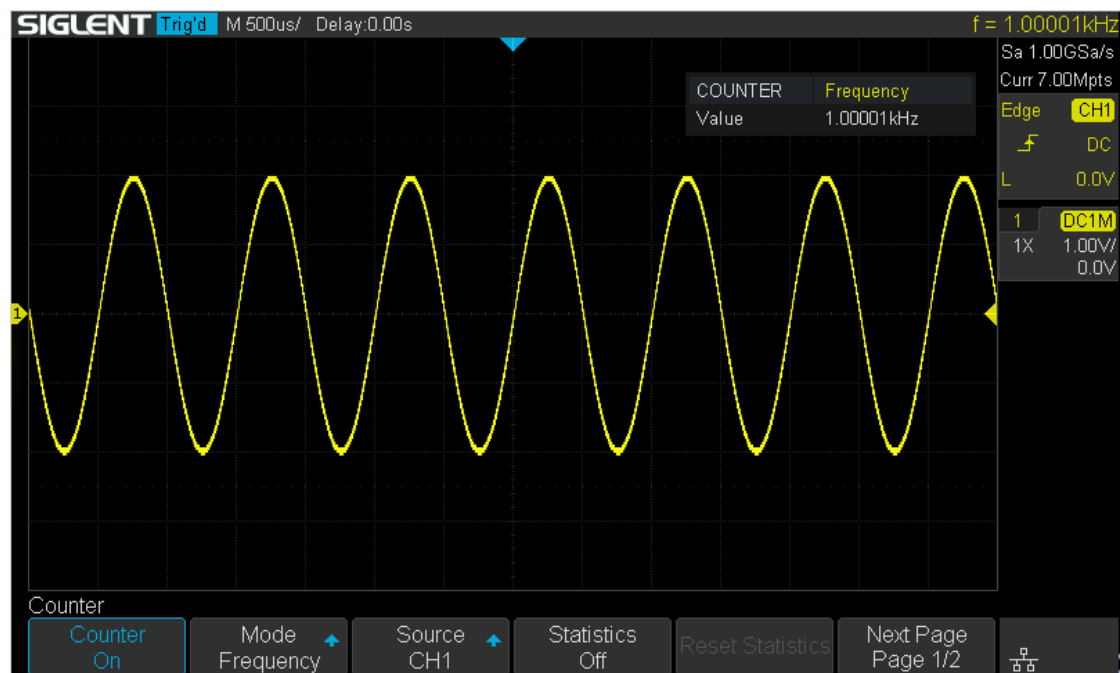 SIGLENT Trig'd M 500us/ Delay:0.00s f = 1.00001kHz
Sa 1.00GSa/s
Curr 7.00Mpts
COUNTER Frequency
Value 1.00001kHz
Edge CH1
DC
L 0.0V
1 DC1M
1X 1.00V/
0.0V
1
Counter
Counter On
Mode Frequency
Source CH1
Statistics Off
Reset Statistics
Next Page Page 1/2